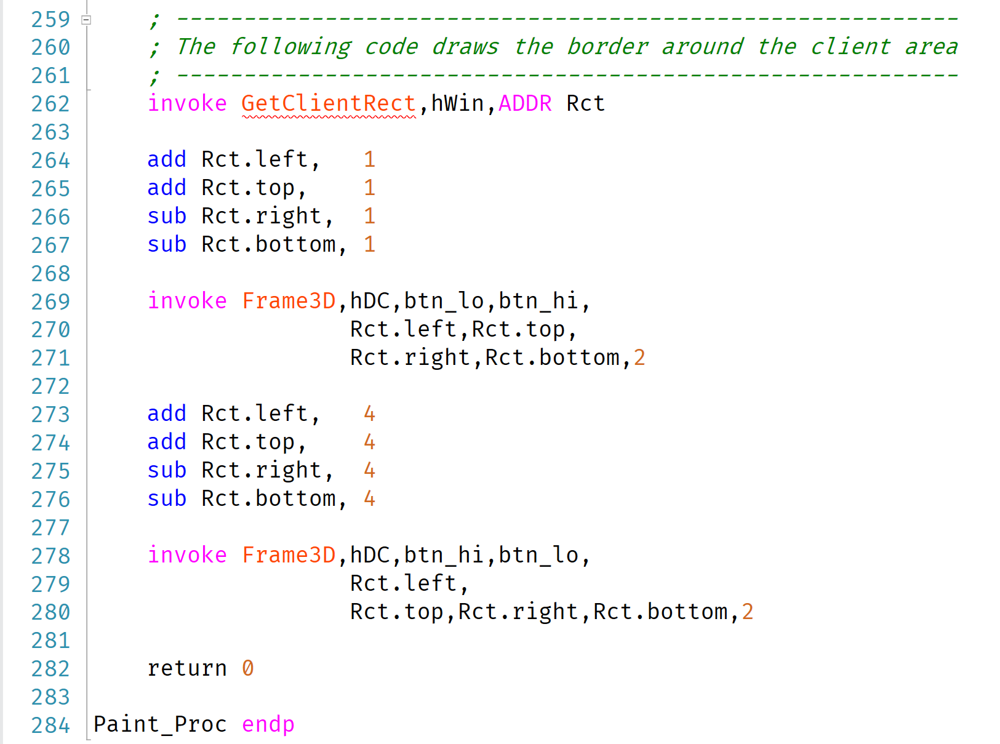 259     ; ----------------------------------------------------------
260     ; The following code draws the border around the client area
261     ; ----------------------------------------------------------
262     invoke GetClientRect,hWin,ADDR Rct
263
264     add Rct.left,   1
265     add Rct.top,    1
266     sub Rct.right,  1
267     sub Rct.bottom, 1
268
269     invoke Frame3D,hDC,btn_lo,btn_hi,
270                    Rct.left,Rct.top,
271                    Rct.right,Rct.bottom,2
272
273     add Rct.left,   4
274     add Rct.top,    4
275     sub Rct.right,  4
276     sub Rct.bottom, 4
277
278     invoke Frame3D,hDC,btn_hi,btn_lo,
279                    Rct.left,
280                    Rct.top,Rct.right,Rct.bottom,2
281
282     return 0
283
284 Paint_Proc endp